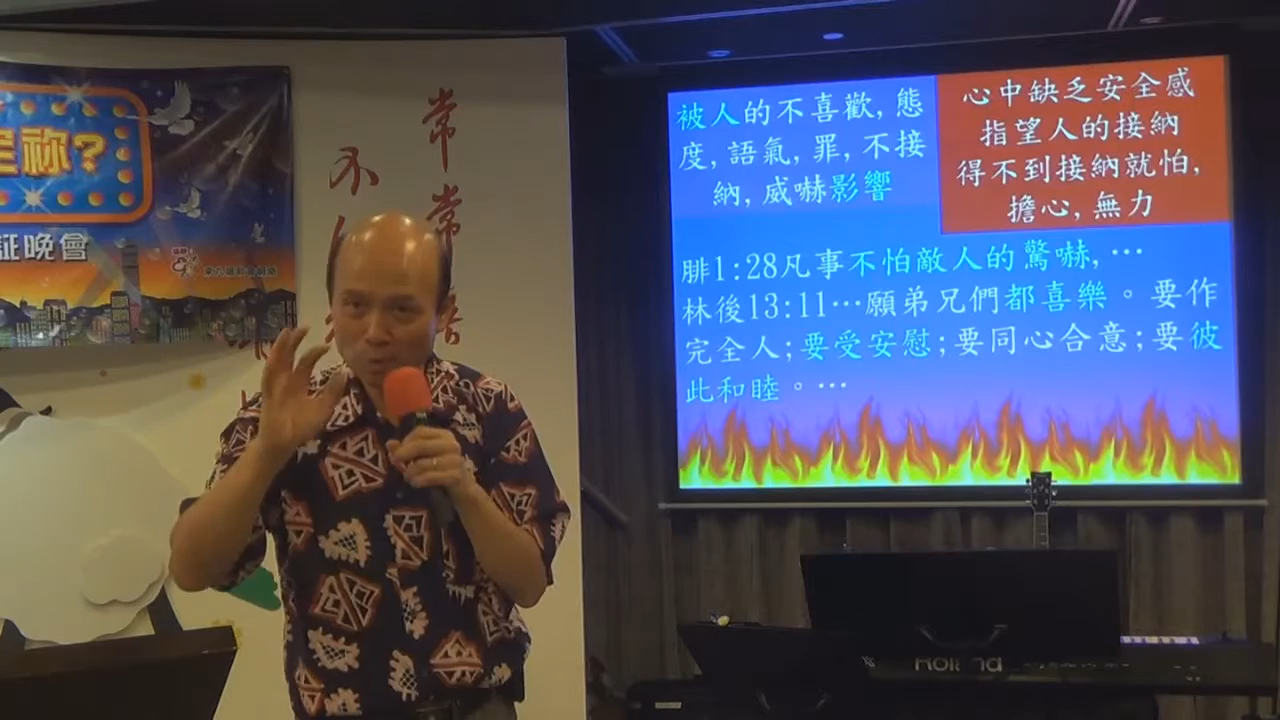 祢?
証晚會
常常
不
被人的不喜歡, 態
度, 語氣, 罪, 不接
納, 威嚇影響
心中缺乏安全感
指望人的接納
得不到接納就怕,
擔心, 無力
腓1:28凡事不怕敵人的驚嚇, …
林後13:11…願弟兄們都喜樂。要作
完全人;要受安慰;要同心合意;要彼
此和睦。…
Roland